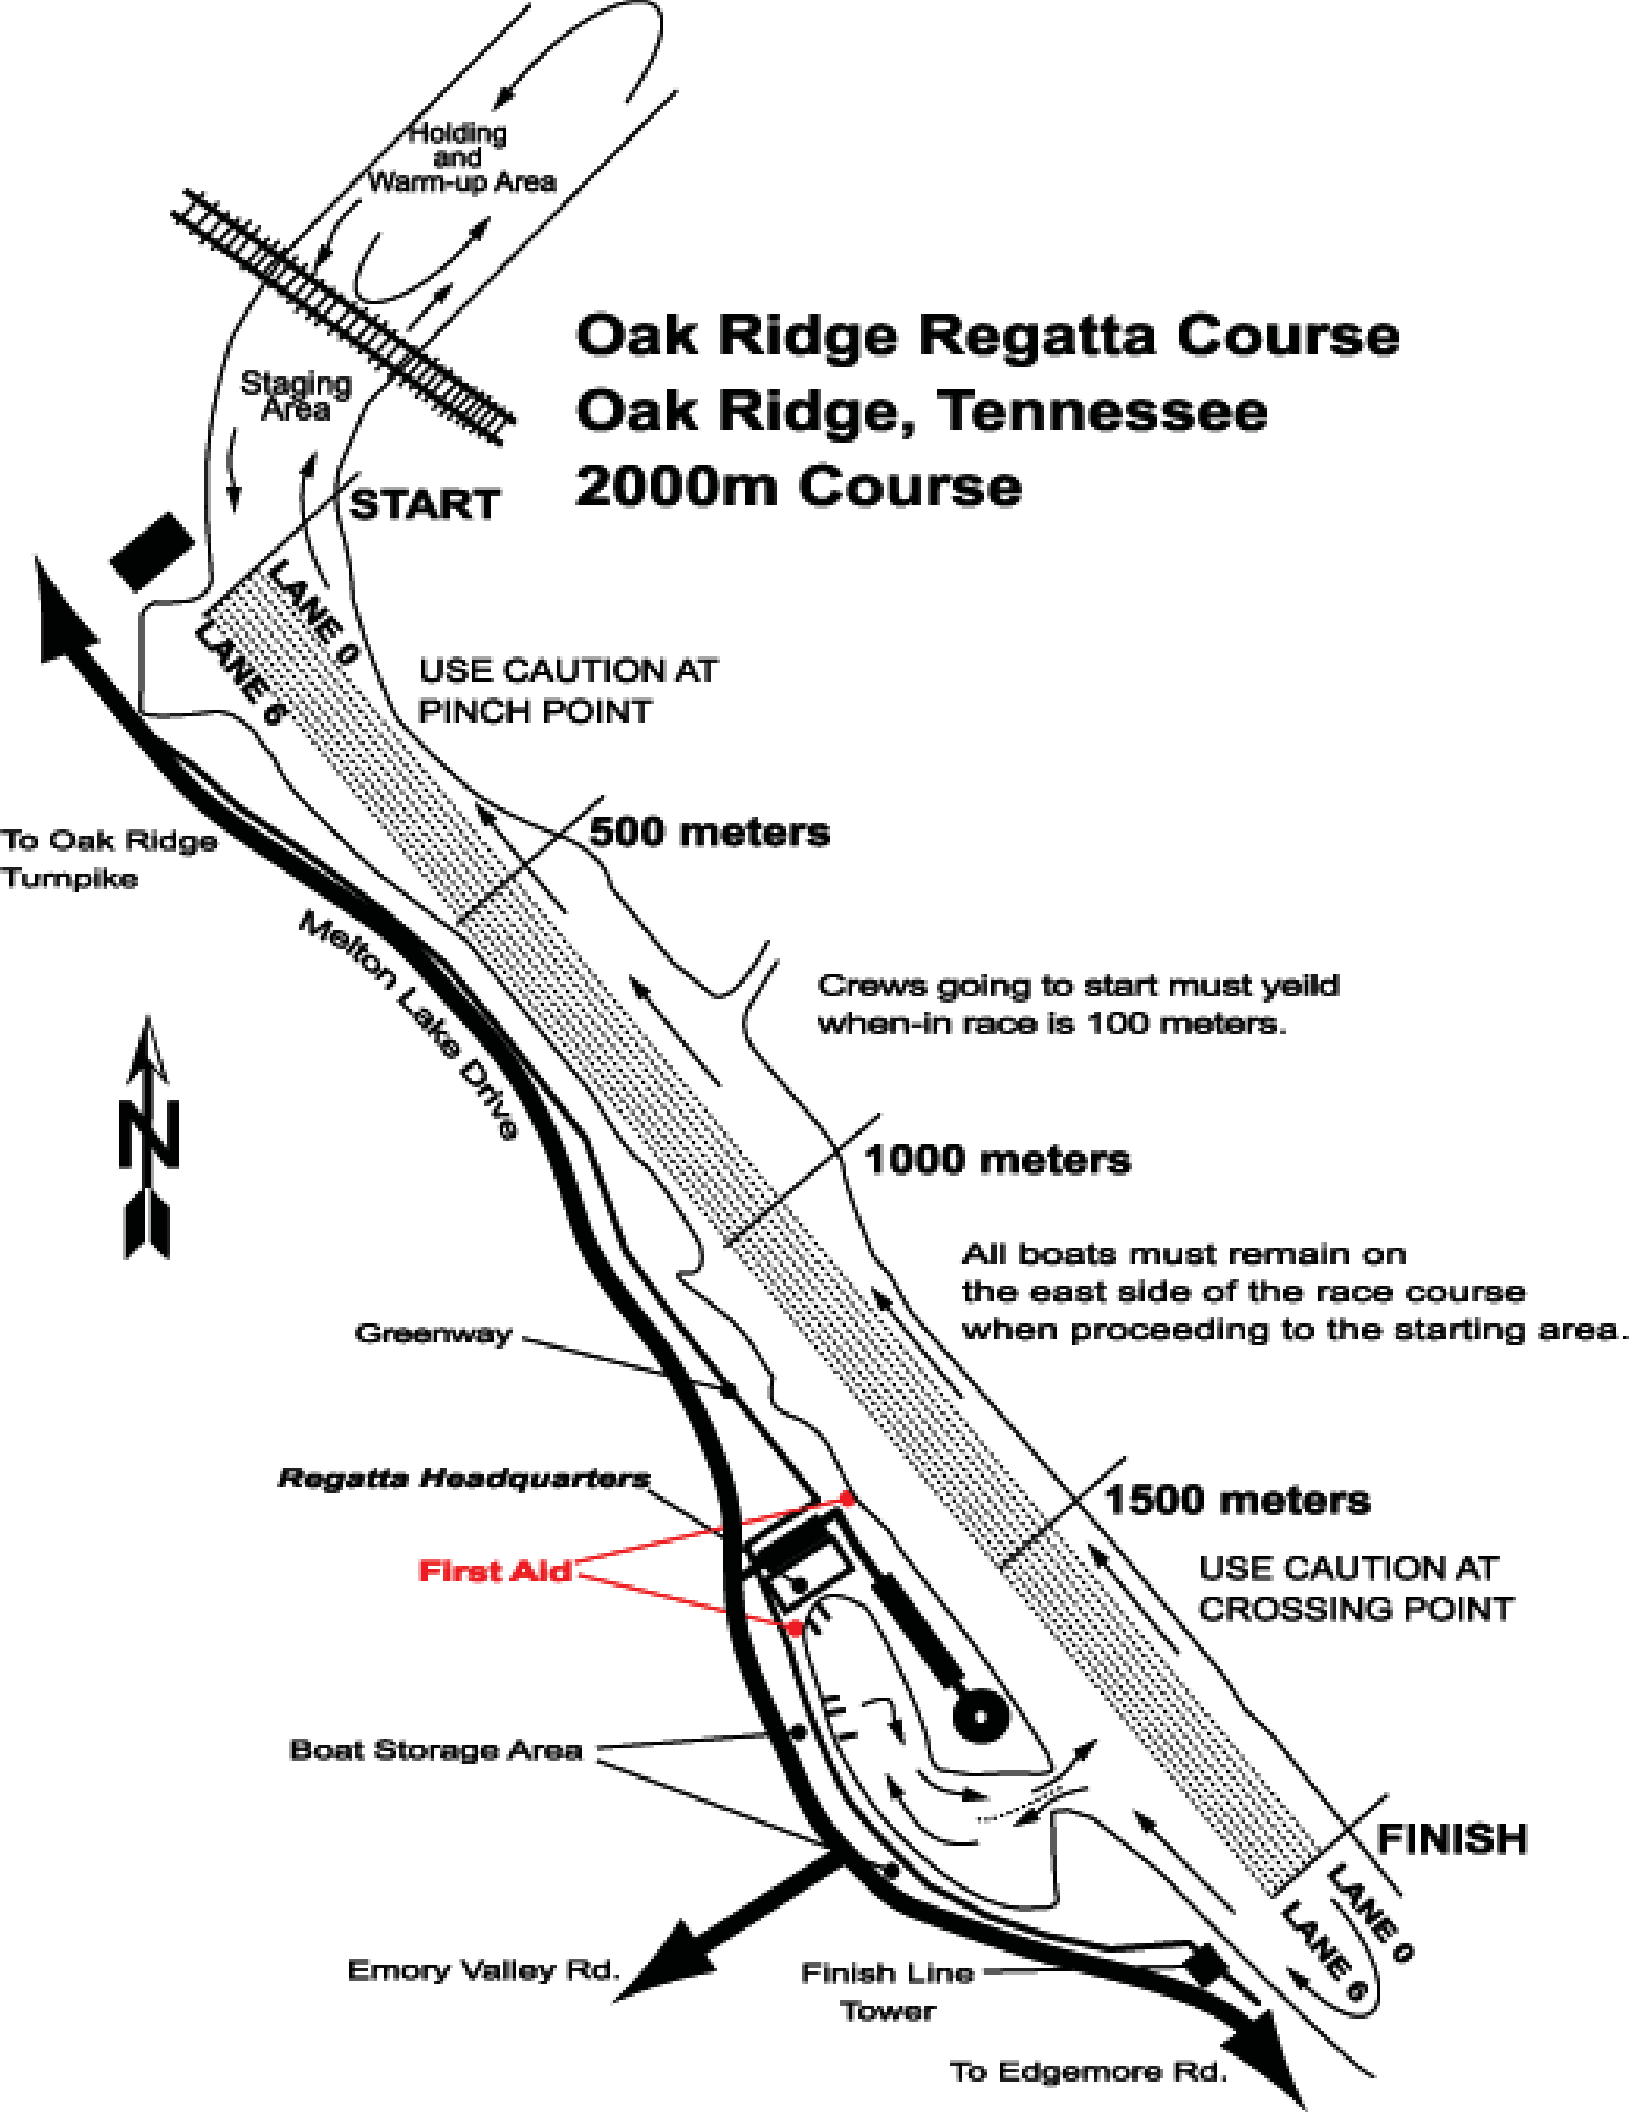 Holding
and
Warm-up Area
Oak Ridge Regatta Course
Oak Ridge, Tennessee
2000m Course
Staging
Area
START
LANE 0
LANE 6
USE CAUTION AT
PINCH POINT
500 meters
To Oak Ridge
Turnpike
Melton Lake Drive
Crews going to start must yeild
when-in race is 100 meters.
N
1000 meters
All boats must remain on
the east side of the race course
when proceeding to the starting area.
Greenway
Regatta Headquarters
1500 meters
First Aid
USE CAUTION AT
CROSSING POINT
Boat Storage Area
FINISH
LANE 0
LANE 6
Emory Valley Rd.
Finish Line
Tower
To Edgemore Rd.